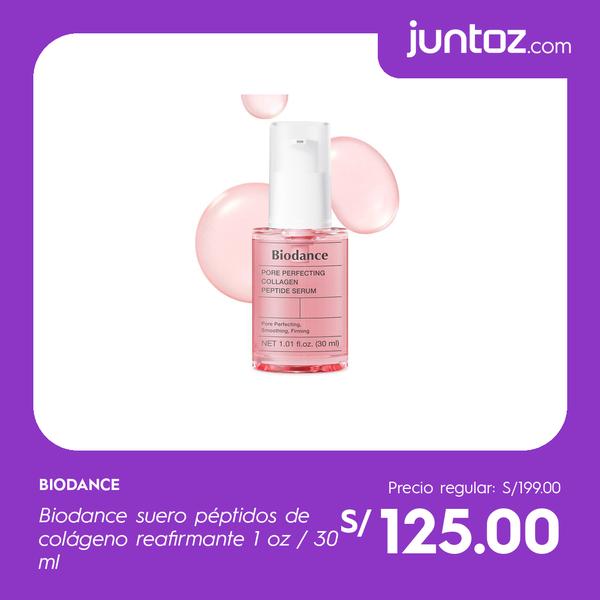 juntoz.com
Biodance
PORE PERFECTING
COLLAGEN
PEPTIDE SERUM
Pore Perfecting,
Smoothing, Firming
NET 1.01 fl.oz. (30 ml)
BIODANCE
Biodance suero péptidos de
colágeno reafirmante 1 oz / 30
ml
Precio regular: S/199.00
S/125.00